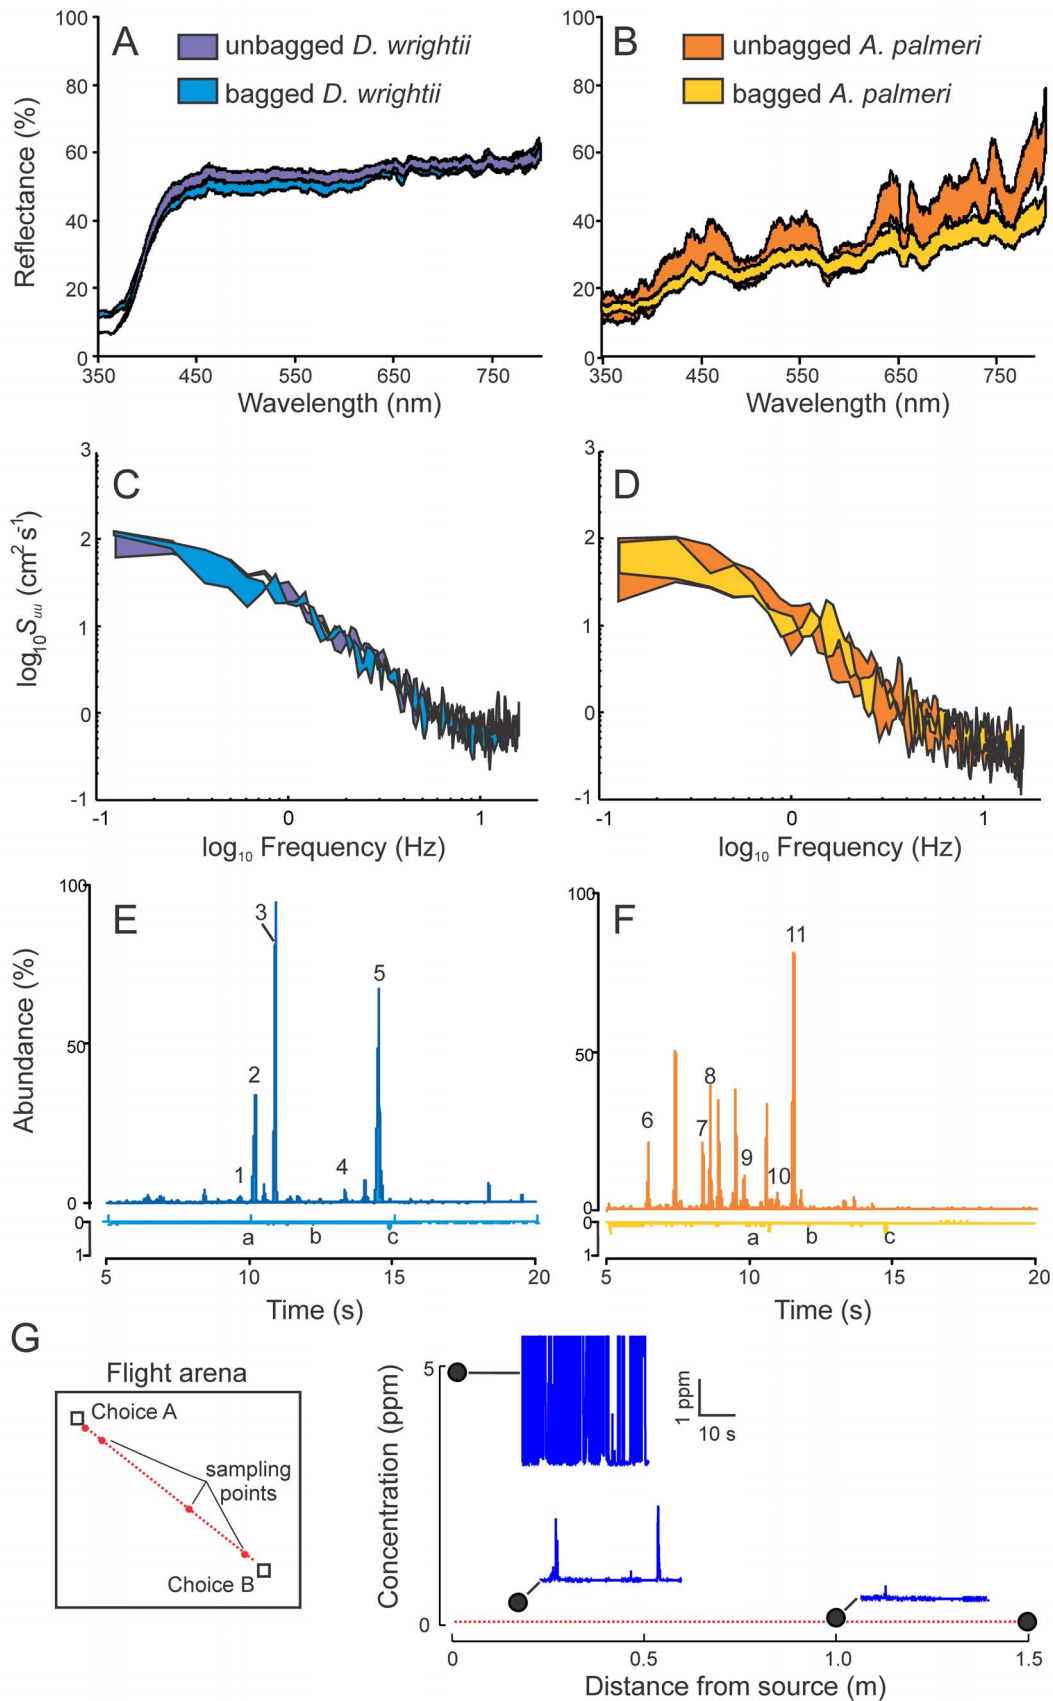 A
unbagged D. wrightii
bagged D. wrightii
100
80
60
40
20
0
Reflectance (%)
350 450 550 650 750
Wavelength (nm)
B
unbagged A. palmeri
bagged A. palmeri
100
80
60
40
20
0
350 450 550 650 750
Wavelength (nm)
C
3
2
1
0
-1
log10Suu (cm2 s-1)
-1 0 1
log10 Frequency (Hz)
D
3
2
1
0
-1
-1 0 1
log10 Frequency (Hz)
E
100
50
0
0
1
Abundance (%)
1 2 3 4 5
a b c
5 10 15 20
Time (s)
F
100
50
0
0
1
6 7 8 9 10 11
a b c
5 10 15 20
Time (s)
G
Flight arena
Choice A
sampling
points
Choice B
Concentration (ppm)
5
0
1 ppm
10 s
0 0.5 1.0 1.5
Distance from source (m)